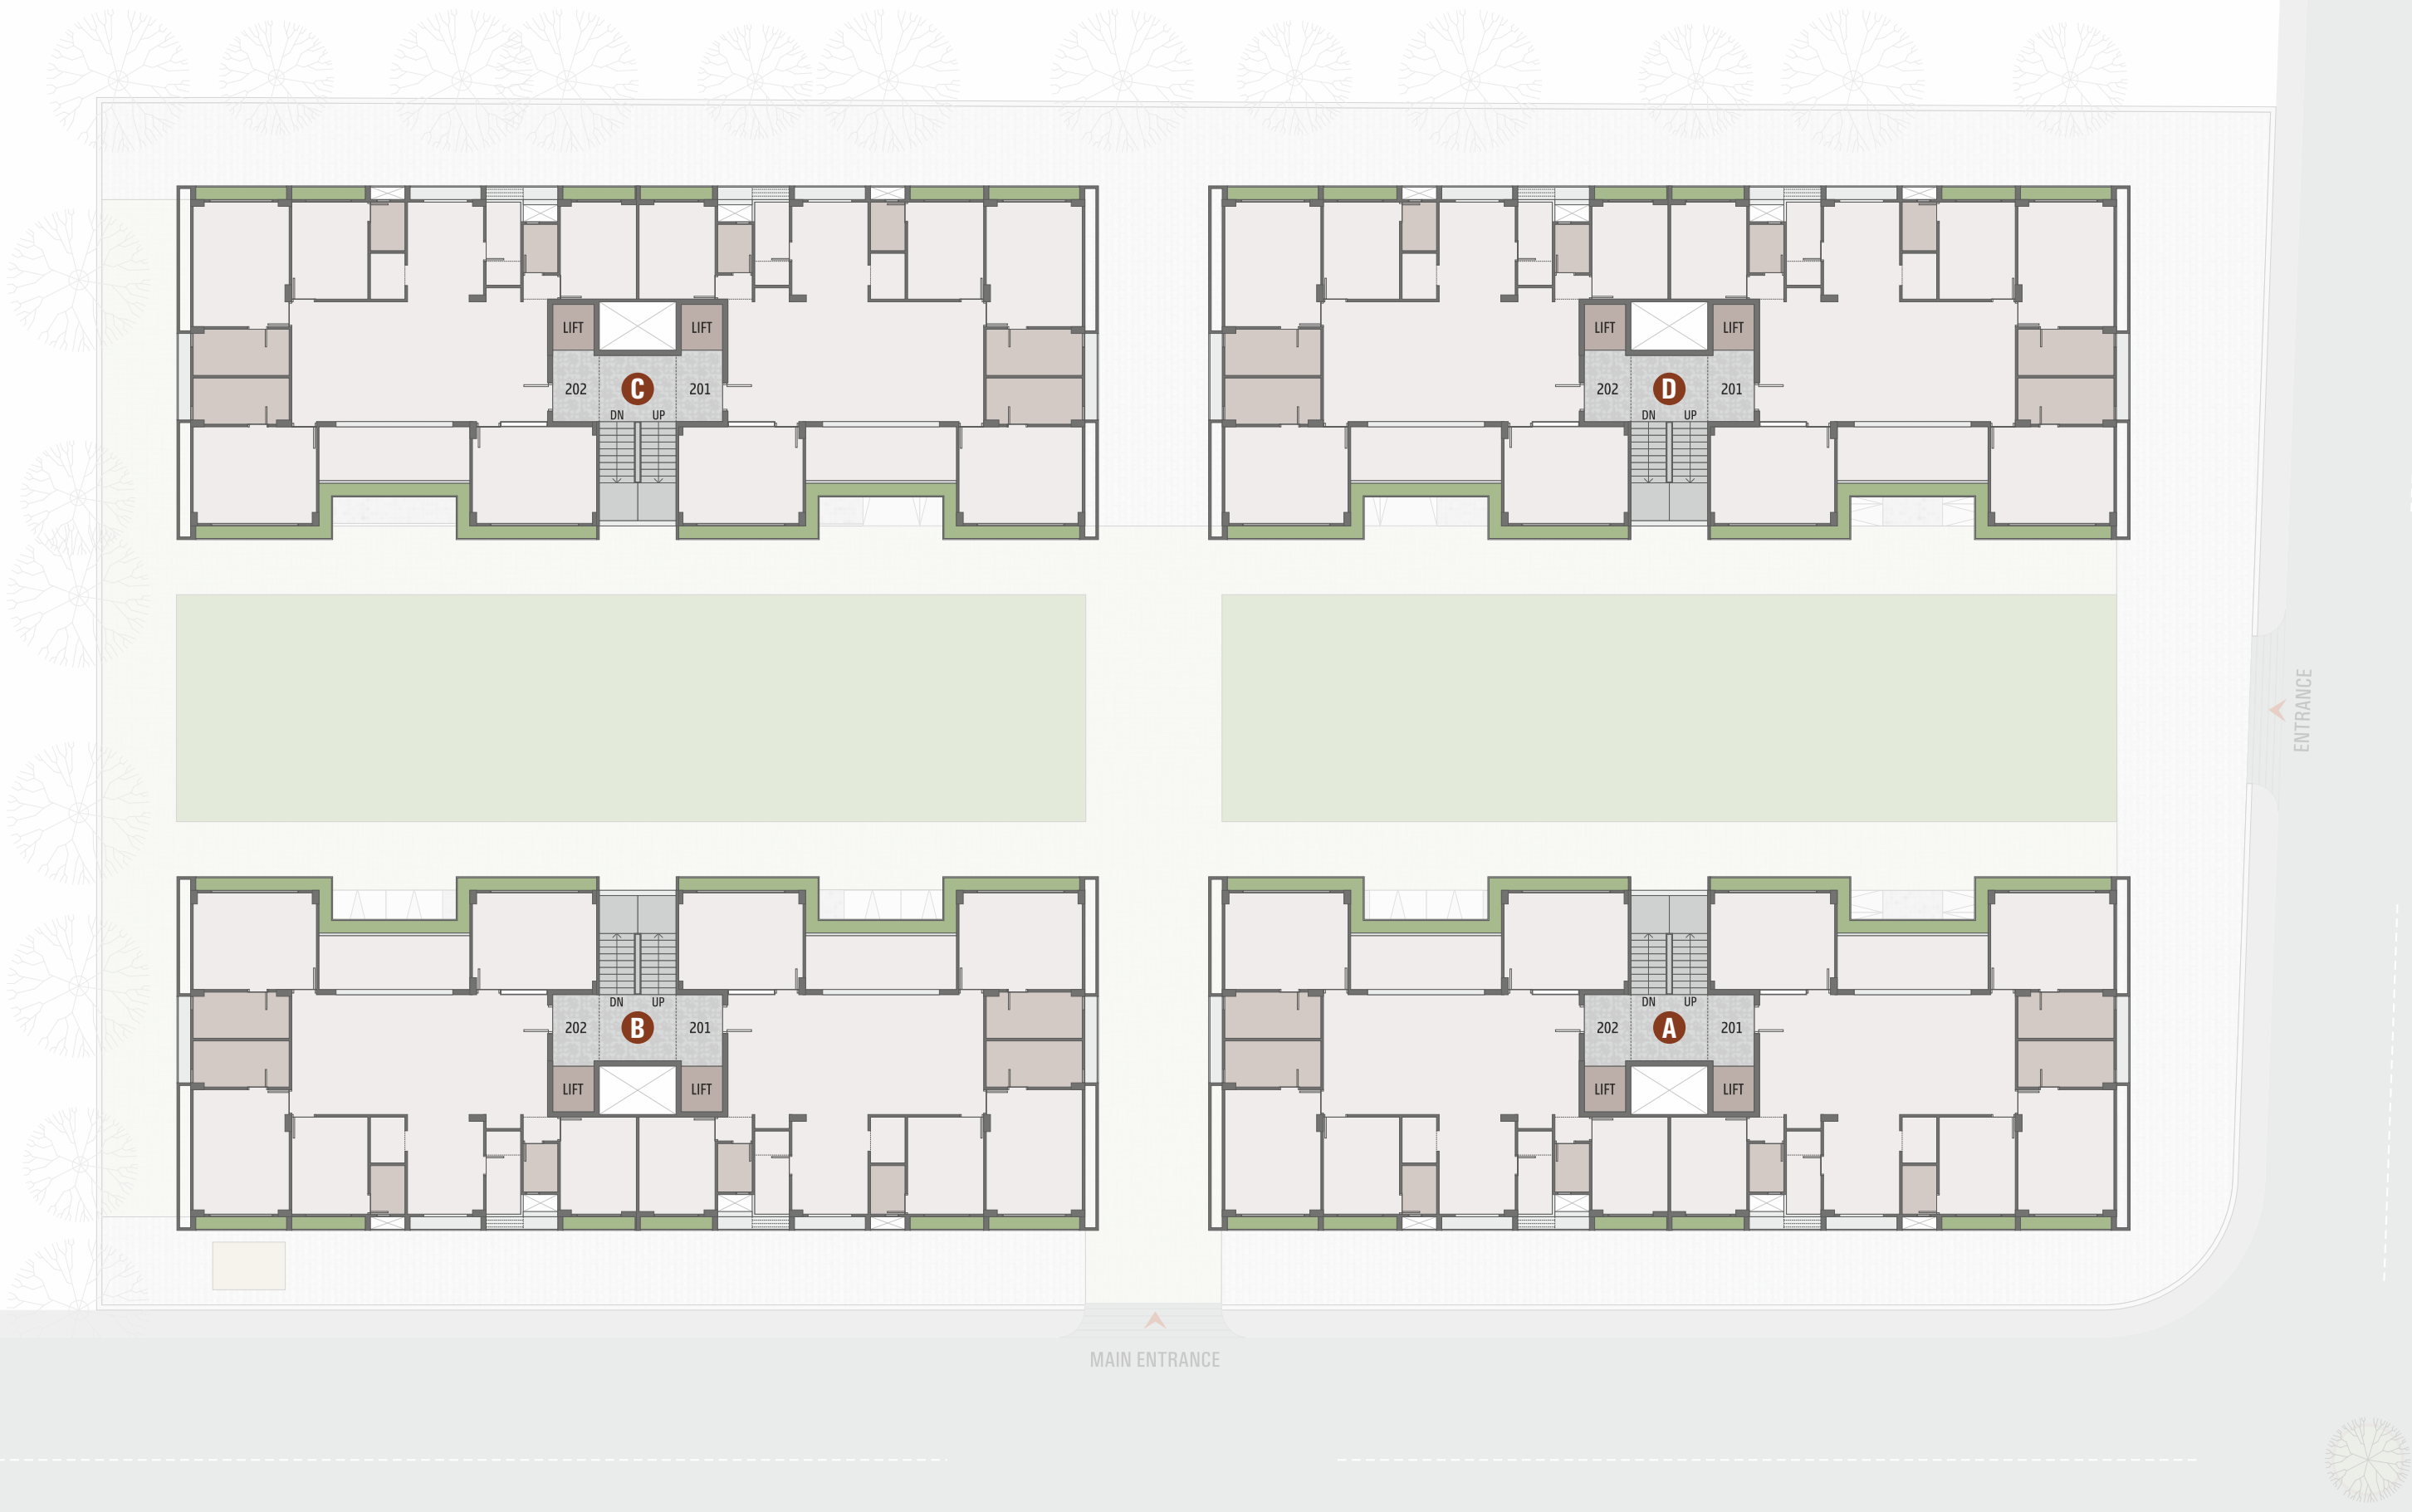 LIFT LIFT
202 C 201
DN UP
LIFT LIFT
202 D 201
DN UP
ENTRANCE
DN UP
202 B 201
LIFT LIFT
DN UP
202 A 201
LIFT LIFT
MAIN ENTRANCE